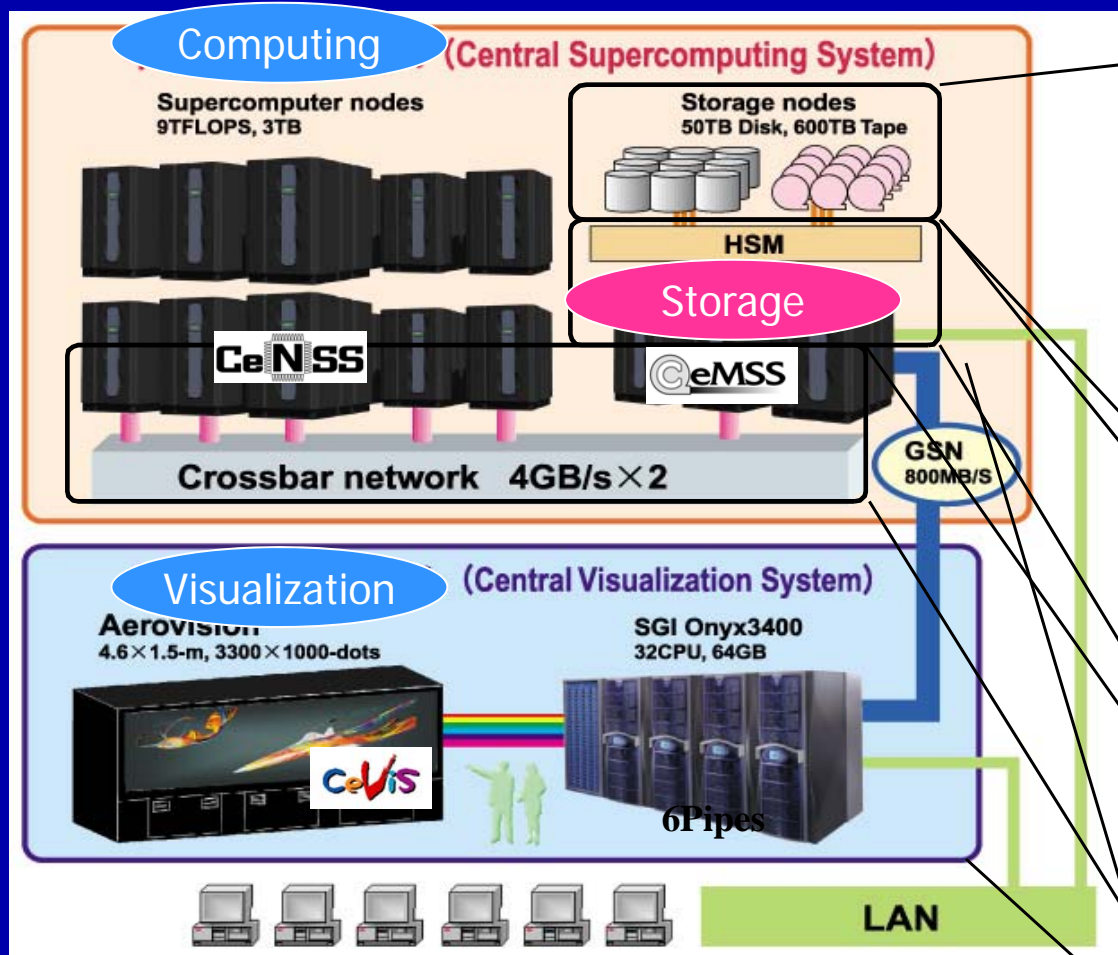 Computing
(Central Supercomputing System)
Supercomputer nodes
9TFLOPS, 3TB
Storage nodes
50TB Disk, 600TB Tape
HSM
Storage
CeNSS
CeMSS
Crossbar network 4GB/s×2
GSN
800MB/S
Visualization
(Central Visualization System)
Aerovision
4.6×1.5-m, 3300×1000-dots
SGI Onyx3400
32CPU, 64GB
CeViS
6Pipes
LAN